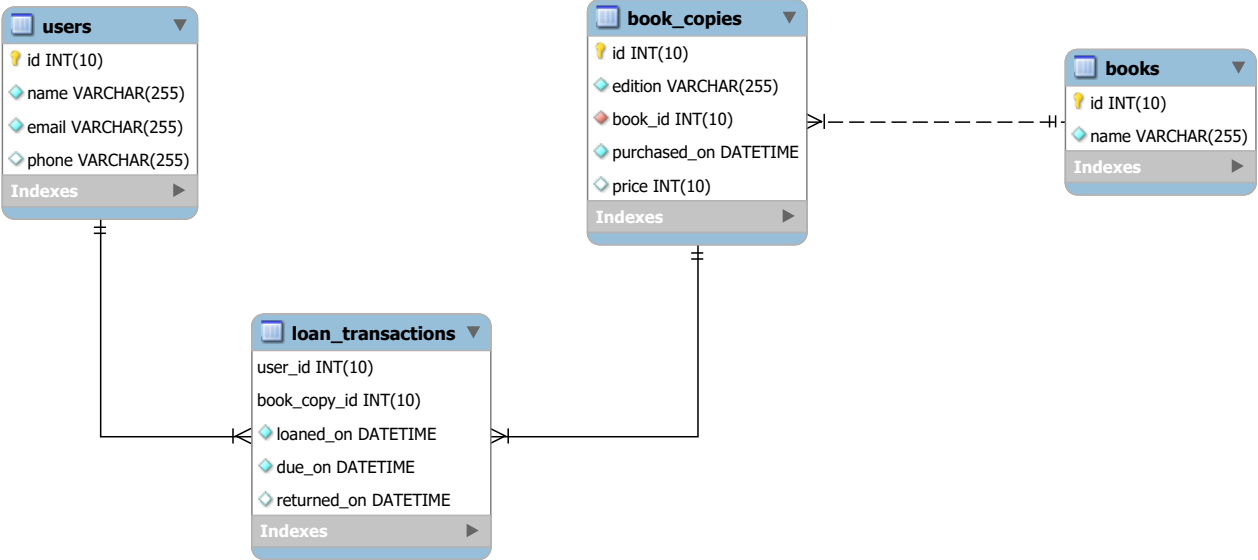 users
id INT(10)
name VARCHAR(255)
email VARCHAR(255)
phone VARCHAR(255)
Indexes
book_copies
id INT(10)
edition VARCHAR(255)
book_id INT(10)
purchased_on DATETIME
price INT(10)
Indexes
books
id INT(10)
name VARCHAR(255)
Indexes
loan_transactions
user_id INT(10)
book_copy_id INT(10)
loaned_on DATETIME
due_on DATETIME
returned_on DATETIME
Indexes